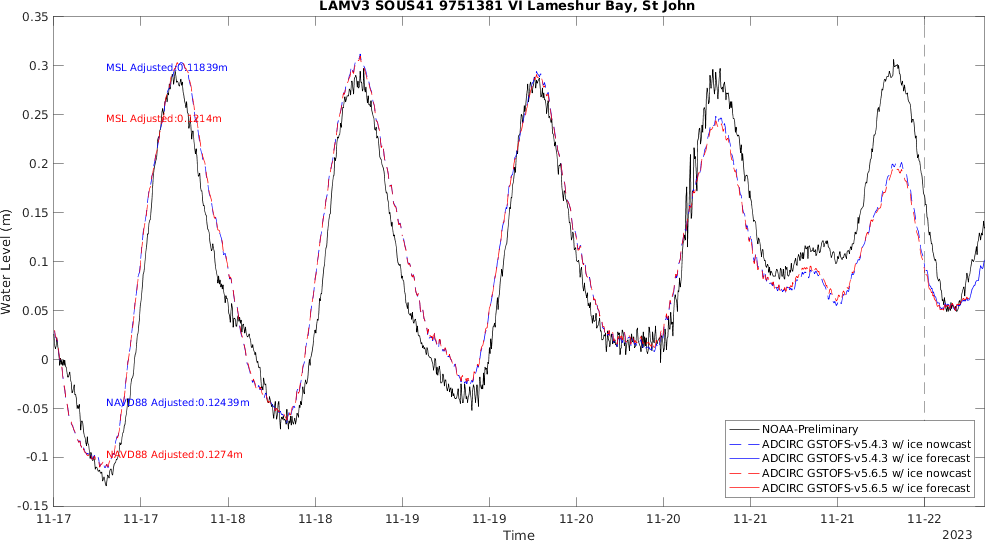 LAMV3 SOUS41 9751381 VI Lameshur Bay, St John
0.35
0.3
0.25
0.2
0.15
0.1
0.05
0
-0.05
-0.1
-0.15
Water Level (m)
MSL Adjusted:0.11839m
MSL Adjusted:0.1214m
NAVD88 Adjusted:0.12439m
NAVD88 Adjusted:0.1274m
NOAA-Preliminary
ADCIRC GSTOFS-v5.4.3 w/ ice nowcast
ADCIRC GSTOFS-v5.4.3 w/ ice forecast
ADCIRC GSTOFS-v5.6.5 w/ ice nowcast
ADCIRC GSTOFS-v5.6.5 w/ ice forecast
11-17 11-17 11-18 11-18 11-19 11-19 11-20 11-20 11-21 11-21 11-22
Time
2023